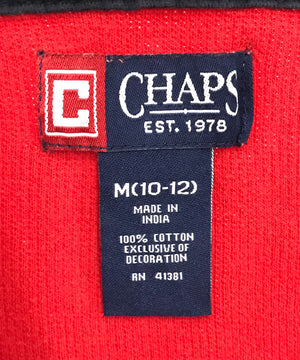 C
CHAPS
EST. 1978
M(10-12)
MADE IN
INDIA
100% COTTON
EXCLUSIVE OF
DECORATION
RN 41381